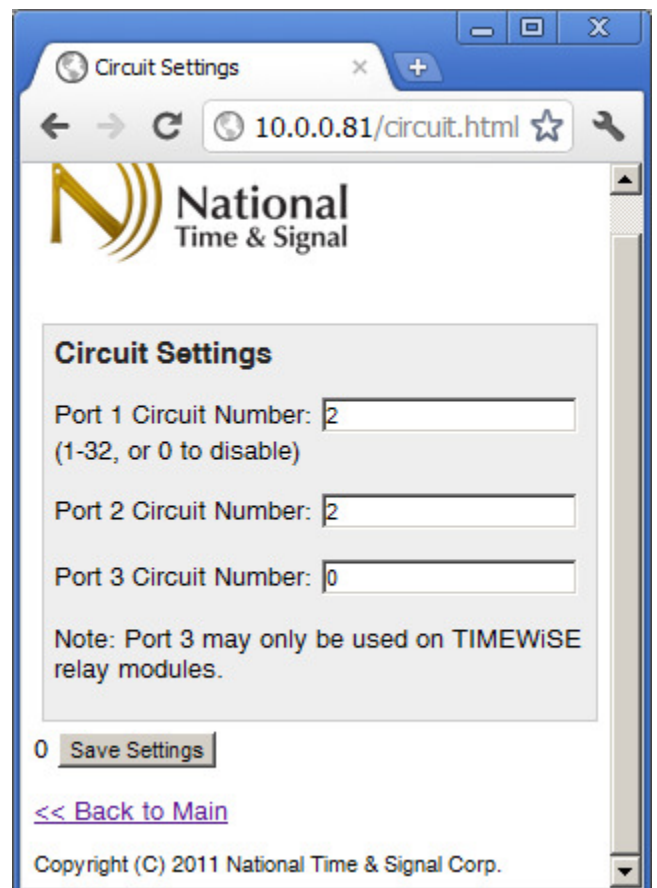 Circuit Settings
10.0.0.81/circuit.html
National
Time & Signal
Circuit Settings
Port 1 Circuit Number: 2
(1-32, or 0 to disable)
Port 2 Circuit Number: 2
Port 3 Circuit Number: 0
Note: Port 3 may only be used on TIMEWiSE
relay modules.
0 Save Settings
<< Back to Main
Copyright (C) 2011 National Time & Signal Corp.